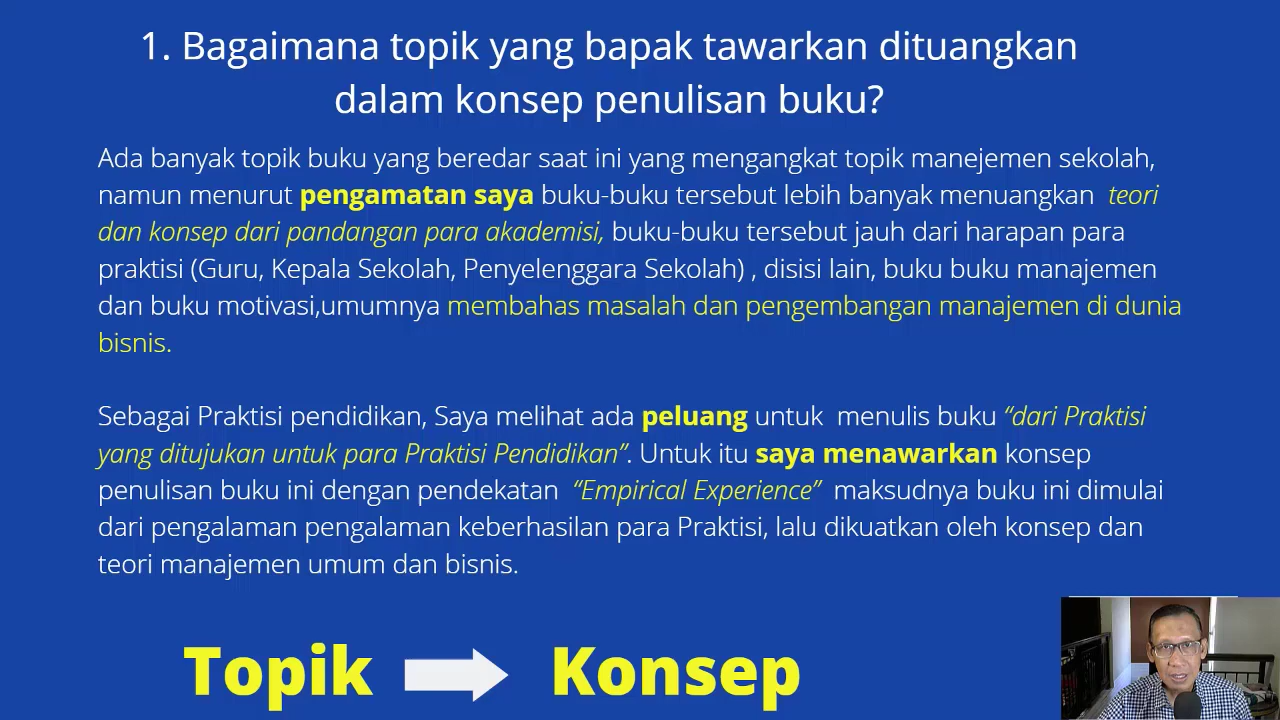 1. Bagaimana topik yang bapak tawarkan dituangkan
dalam konsep penulisan buku?
Ada banyak topik buku yang beredar saat ini yang mengangkat topik manejemen sekolah,
namun menurut pengamatan saya buku-buku tersebut lebih banyak menuangkan teori
dan konsep dari pandangan para akademisi, buku-buku tersebut jauh dari harapan para
praktisi (Guru, Kepala Sekolah, Penyelenggara Sekolah) , disisi lain, buku buku manajemen
dan buku motivasi,umumnya membahas masalah dan pengembangan manajemen di dunia
bisnis.
Sebagai Praktisi pendidikan, Saya melihat ada peluang untuk menulis buku “dari Praktisi
yang ditujukan untuk para Praktisi Pendidikan”. Untuk itu saya menawarkan konsep
penulisan buku ini dengan pendekatan “Empirical Experience” maksudnya buku ini dimulai
dari pengalaman pengalaman keberhasilan para Praktisi, lalu dikuatkan oleh konsep dan
teori manajemen umum dan bisnis.
Topik Konsep